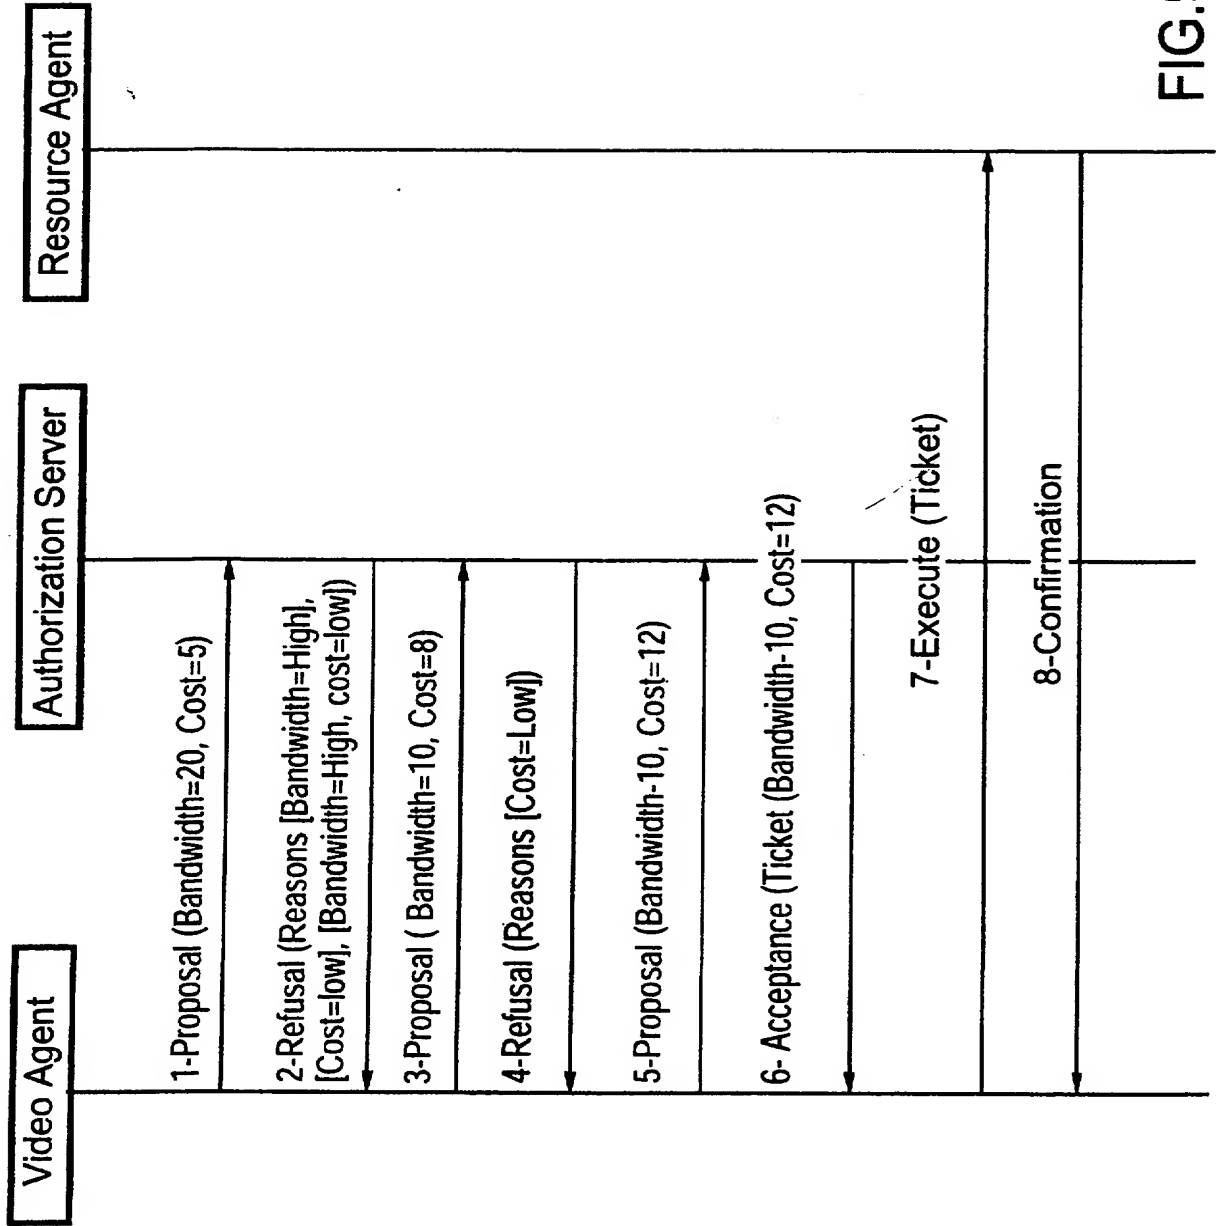 Video Agent
Authorization Server
Resource Agent
1-Proposal (Bandwidth=20, Cost=5)
2-Refusal (Reasons [Bandwidth=High],
[Cost=low], [Bandwidth=High, cost=low])
3-Proposal ( Bandwidth=10, Cost=8)
4-Refusal (Reasons [Cost=Low])
5-Proposal (Bandwidth-10, Cost=12)
6- Acceptance (Ticket (Bandwidth-10, Cost=12)
7-Execute (Ticket)
8-Confirmation
FIG.